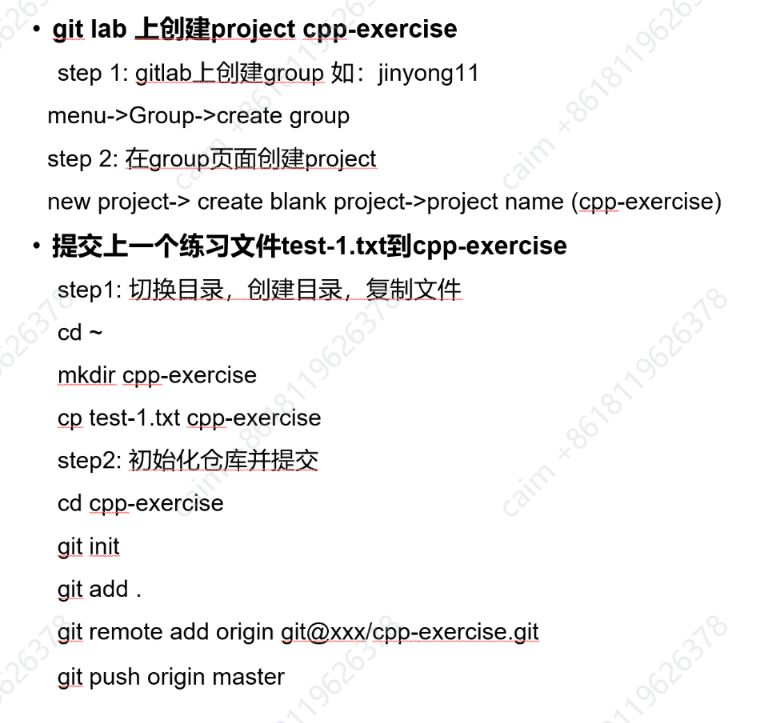 • git lab 上创建project cpp-exercise
step 1: gitlab上创建group 如：jinyong11
menu->Group->create group
step 2: 在group页面创建project
new project-> create blank project->project name (cpp-exercise)
• 提交上一个练习文件test-1.txt到cpp-exercise
step1: 切换目录，创建目录，复制文件
cd ~
mkdir cpp-exercise
cp test-1.txt cpp-exercise
step2: 初始化仓库并提交
cd cpp-exercise
git init
git add .
git remote add origin git@xxx/cpp-exercise.git
git push origin master
caim +8618119626378